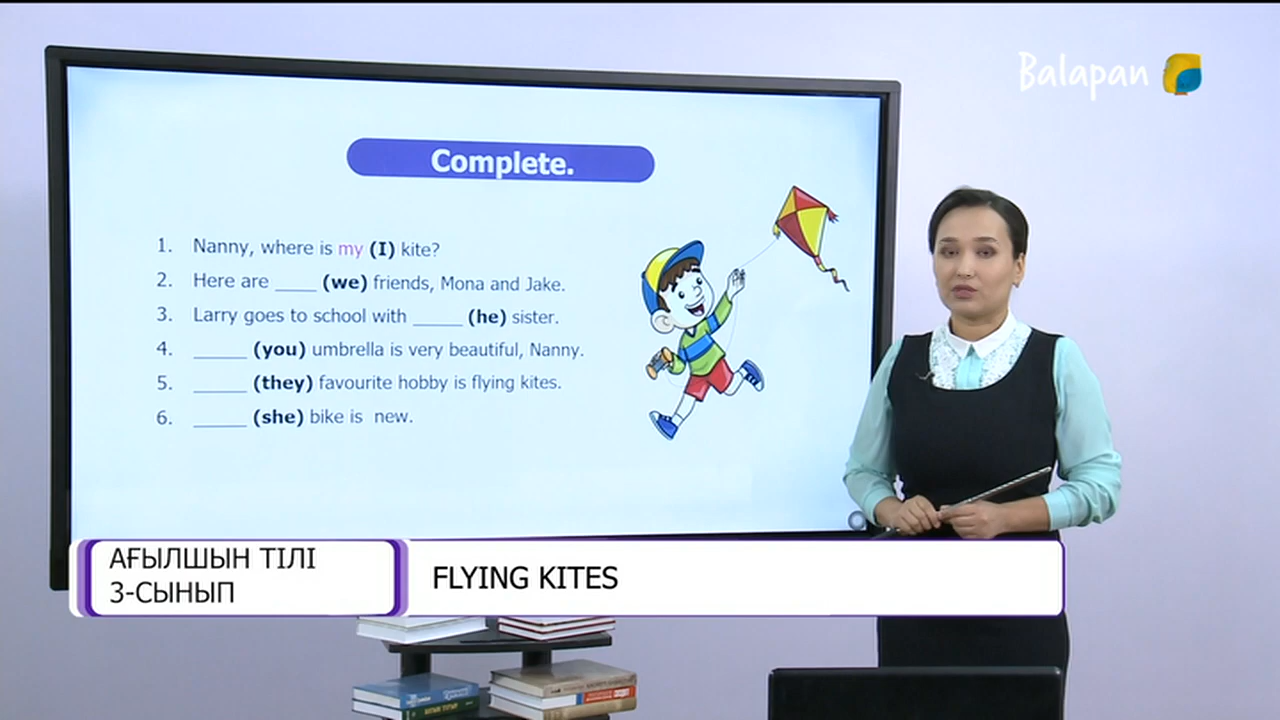 Balapan
Complete.
1. Nanny, where is my (I) kite?
2. Here are ____ (we) friends, Mona and Jake.
3. Larry goes to school with _____ (he) sister.
4. _____ (you) umbrella is very beautiful, Nanny.
5. _____ (they) favourite hobby is flying kites.
6. _____ (she) bike is new.
АҒЫЛШЫН ТІЛІ
3-СЫНЫП
FLYING KITES